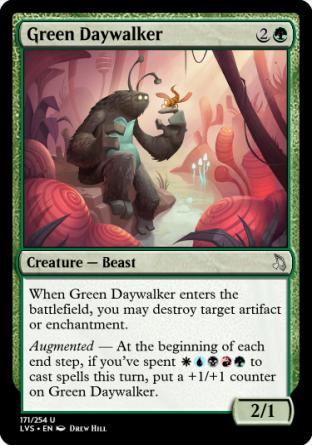 Green Daywalker 2
Creature — Beast
When Green Daywalker enters the
battlefield, you may destroy target artifact
or enchantment.
Augmented — At the beginning of each
end step, if you've spent to
cast spells this turn, put a +1/+1 counter
on Green Daywalker.
2/1
171/254 U
LVS • EN Drew Hill